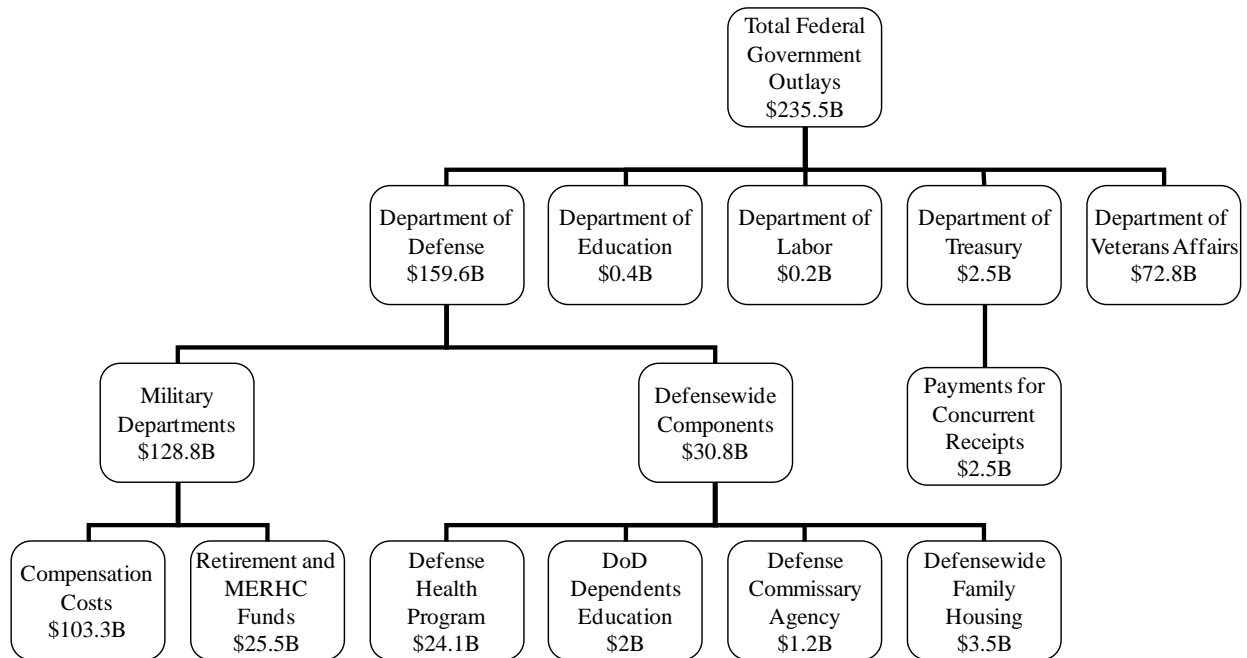 Total Federal
Government
Outlays
$235.5B
Department of
Defense
$159.6B
Department of
Education
$0.4B
Department of
Labor
$0.2B
Department of
Treasury
$2.5B
Department of
Veterans Affairs
$72.8B
Military
Departments
$128.8B
Defensewide
Components
$30.8B
Payments for
Concurrent
Receipts
$2.5B
Compensation
Costs
$103.3B
Retirement and
MERHC
Funds
$25.5B
Defense
Health
Program
$24.1B
DoD
Dependents
Education
$2B
Defense
Commissary
Agency
$1.2B
Defensewide
Family
Housing
$3.5B